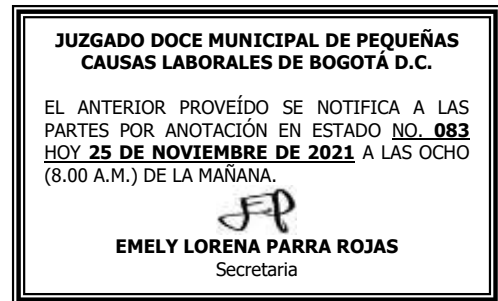 JUZGADO DOCE MUNICIPAL DE PEQUEÑAS
CAUSAS LABORALES DE BOGOTÁ D.C.
EL ANTERIOR PROVEÍDO SE NOTIFICA A LAS
PARTES POR ANOTACIÓN EN ESTADO NO. 083
HOY 25 DE NOVIEMBRE DE 2021 A LAS OCHO
(8.00 A.M.) DE LA MAÑANA.
EMELY LORENA PARRA ROJAS
Secretaria